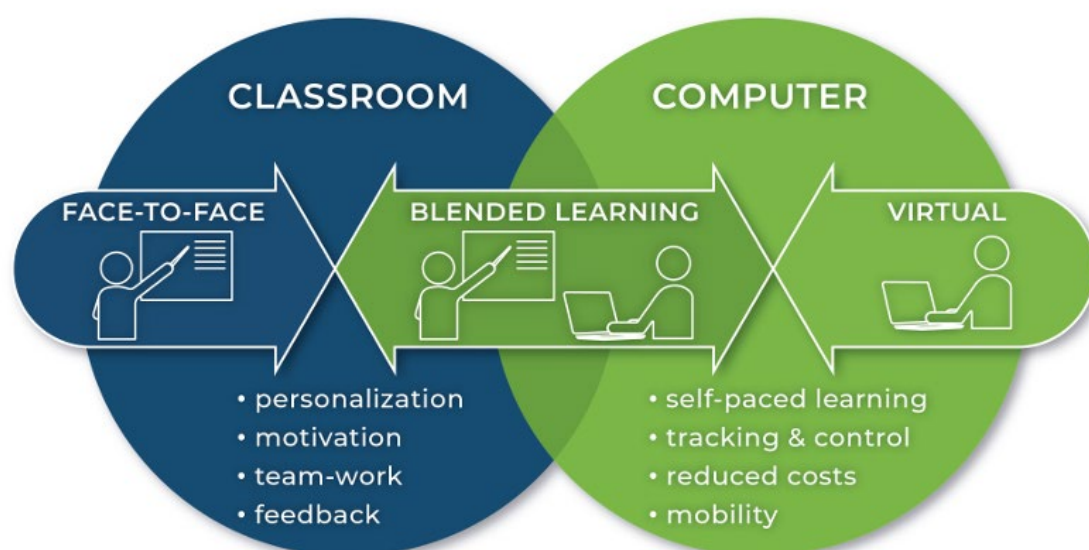 CLASSROOM
COMPUTER
FACE-TO-FACE
BLENDED LEARNING
VIRTUAL
• personalization
• motivation
• team-work
• feedback
• self-paced learning
• tracking & control
• reduced costs
• mobility